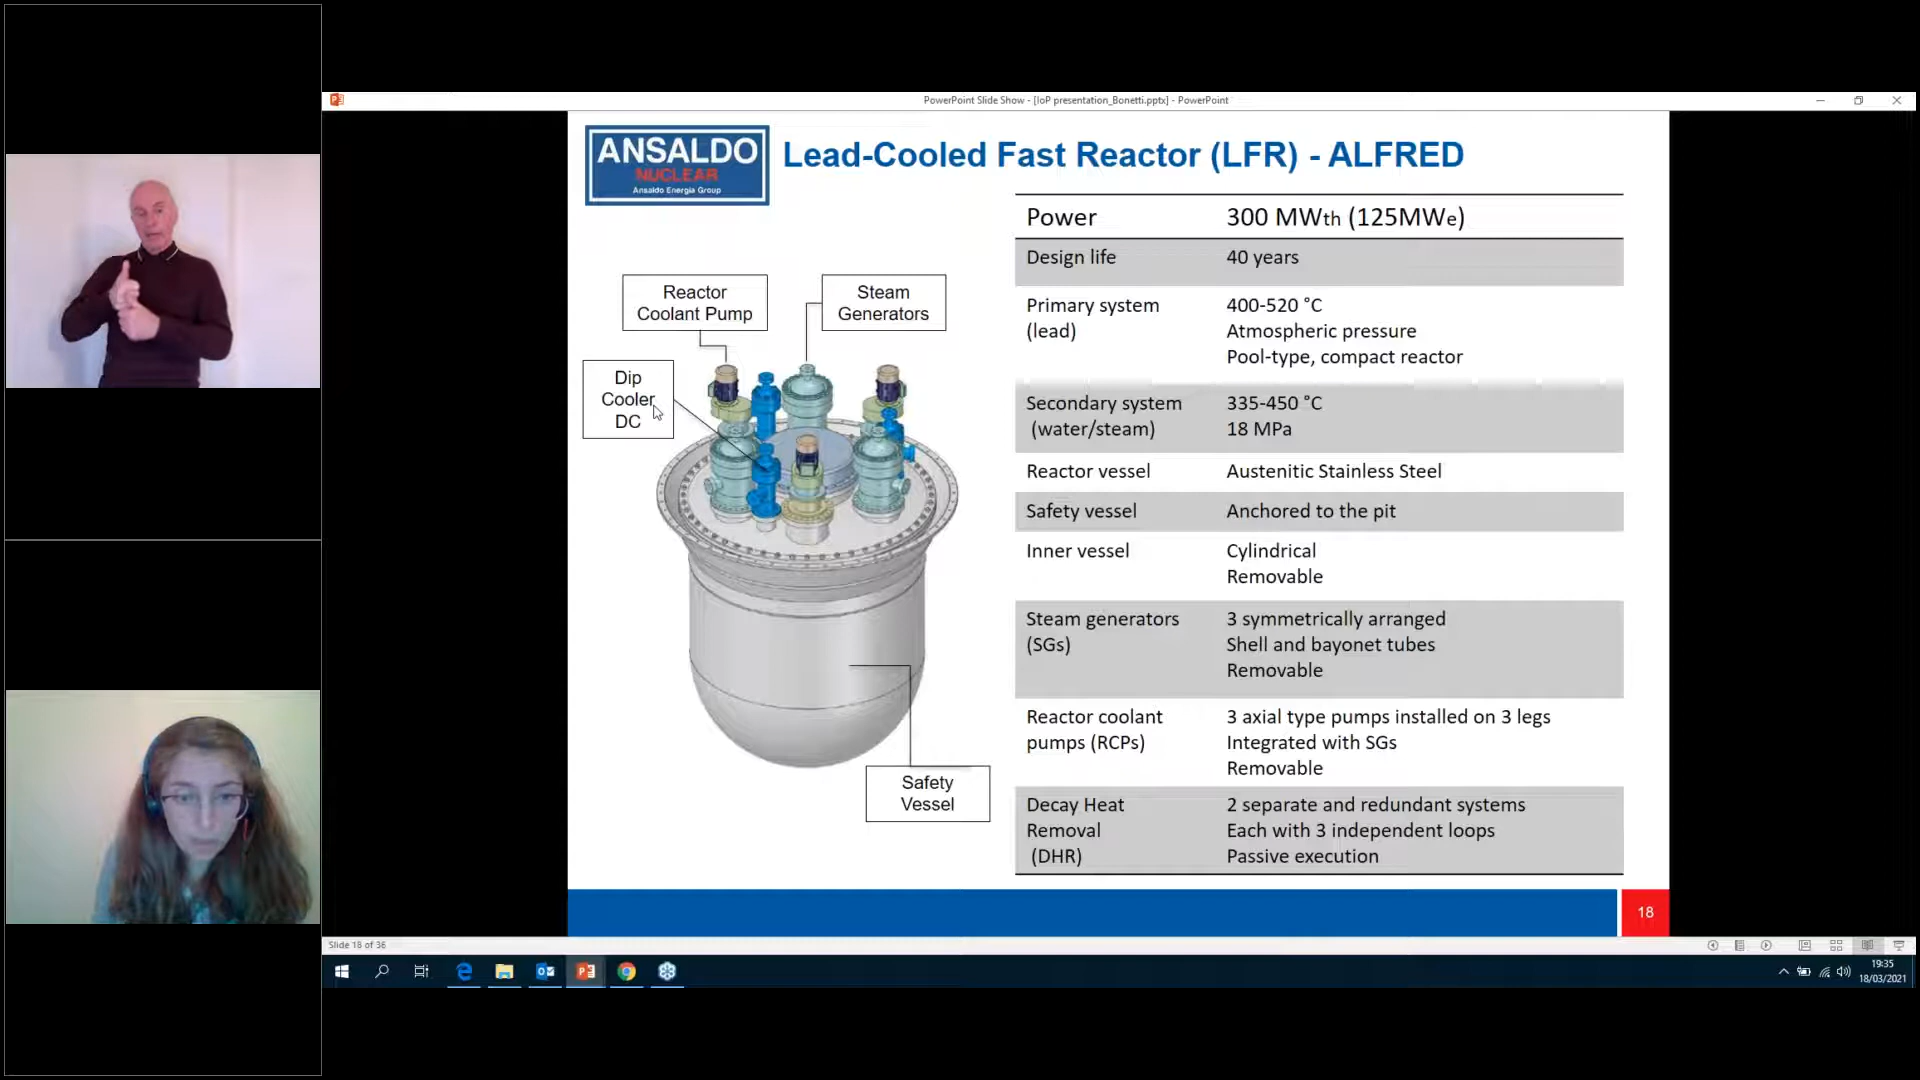 PowerPoint Slide Show - [IoP presentation_Bonetti.pptx] - PowerPoint
ANSALDO
NUCLEAR
Ansaldo Energia Group
Lead-Cooled Fast Reactor (LFR) - ALFRED
Reactor
Coolant Pump
Steam
Generators
Dip
Cooler
DC
Safety
Vessel
Power 300 MWth (125MWe)
Design life 40 years
Primary system 400-520 °C
(lead) Atmospheric pressure
Pool-type, compact reactor
Secondary system 335-450 °C
(water/steam) 18 MPa
Reactor vessel Austenitic Stainless Steel
Safety vessel Anchored to the pit
Inner vessel Cylindrical
Removable
Steam generators 3 symmetrically arranged
(SGs) Shell and bayonet tubes
Removable
Reactor coolant 3 axial type pumps installed on 3 legs
pumps (RCPs) Integrated with SGs
Removable
Decay Heat 2 separate and redundant systems
Removal Each with 3 independent loops
(DHR) Passive execution
18
Slide 18 of 36
19:35
18/03/2021